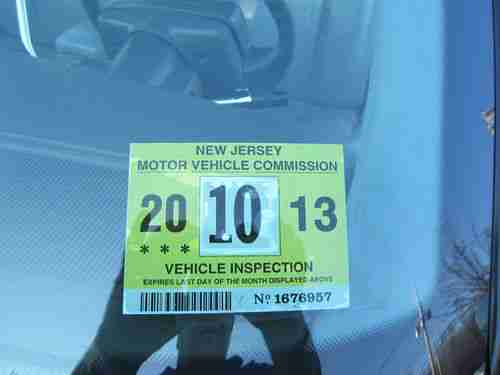 NEW JERSEY
MOTOR VEHICLE COMMISSION
20 10 13
***
VEHICLE INSPECTION
EXPIRES LAST DAY OF THE MONTH DISPLAYED ABOVE
Nº 1676957